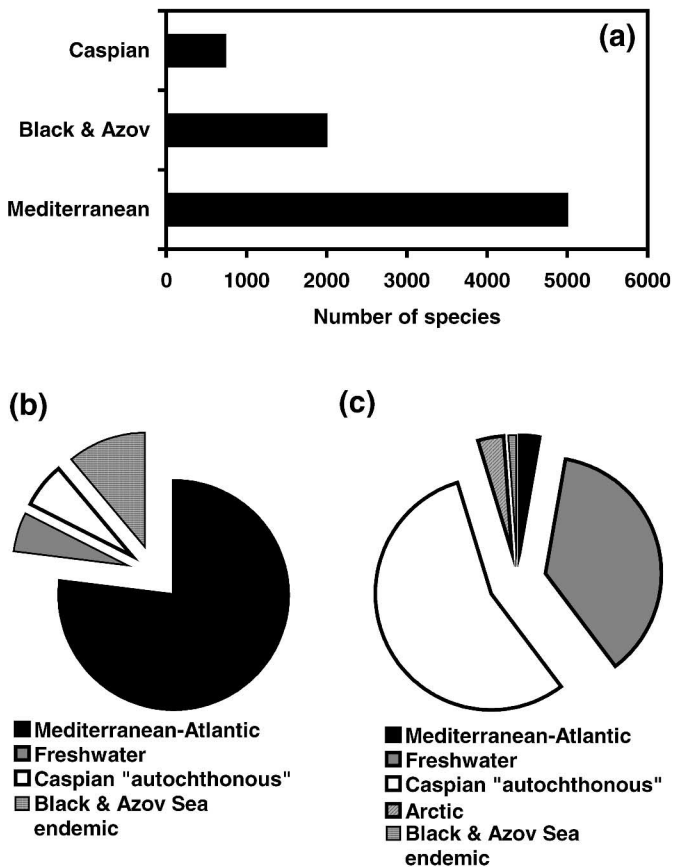 (a)
Caspian
Black & Azov
Mediterranean
0 1000 2000 3000 4000 5000 6000
Number of species
(b)
(c)
Mediterranean-Atlantic
Freshwater
Caspian "autochthonous"
Black & Azov Sea
endemic
Mediterranean-Atlantic
Freshwater
Caspian "autochthonous"
Arctic
Black & Azov Sea
endemic